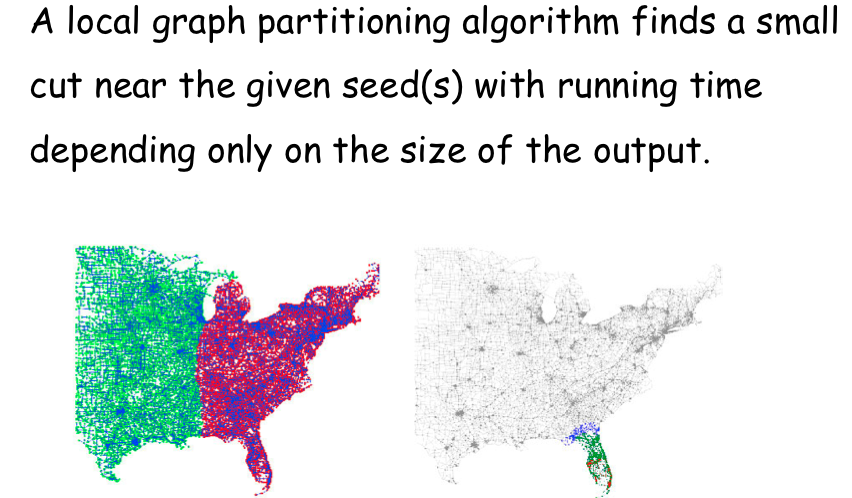 A local graph partitioning algorithm finds a small
cut near the given seed(s) with running time
depending only on the size of the output.